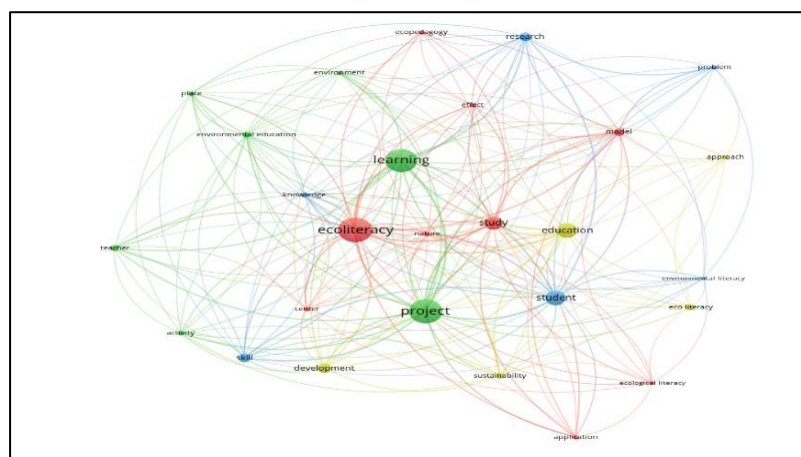 ecopedagogy
research
problem
environment
place
effect
model
environmental education
learning
approach
knowledge
ecoliteracy
nature
study
education
teacher
environmental literacy
student
center
project
eco literacy
activity
skill
development
sustainability
ecological literacy
application